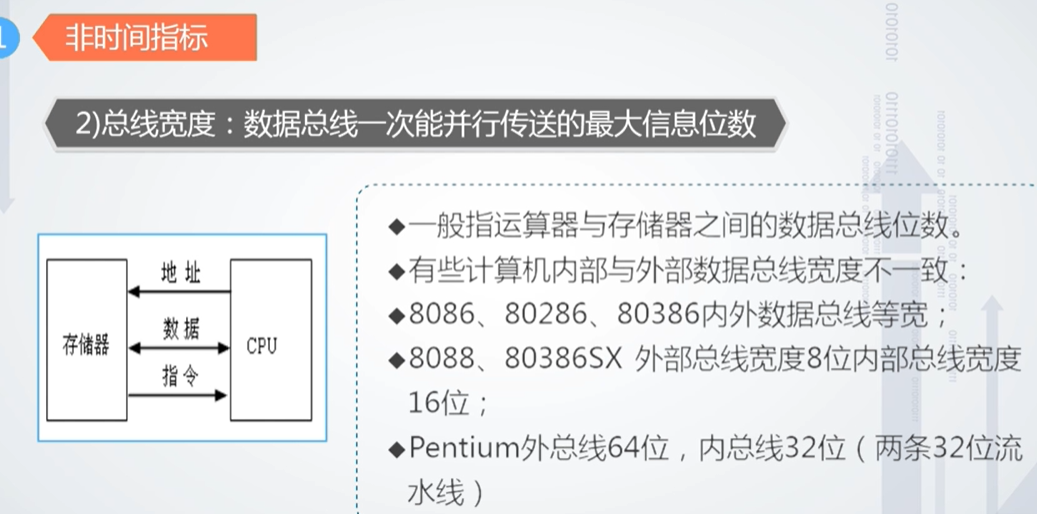 1
非时间指标
2)总线宽度：数据总线一次能并行传送的最大信息位数
◆一般指运算器与存储器之间的数据总线位数。
◆有些计算机内部与外部数据总线宽度不一致：
◆8086、80286、80386内外数据总线等宽；
◆8088、80386SX 外部总线宽度8位内部总线宽度
16位；
◆Pentium外总线64位，内总线32位（两条32位流
水线）
地址
数据
指令
存储器
CPU